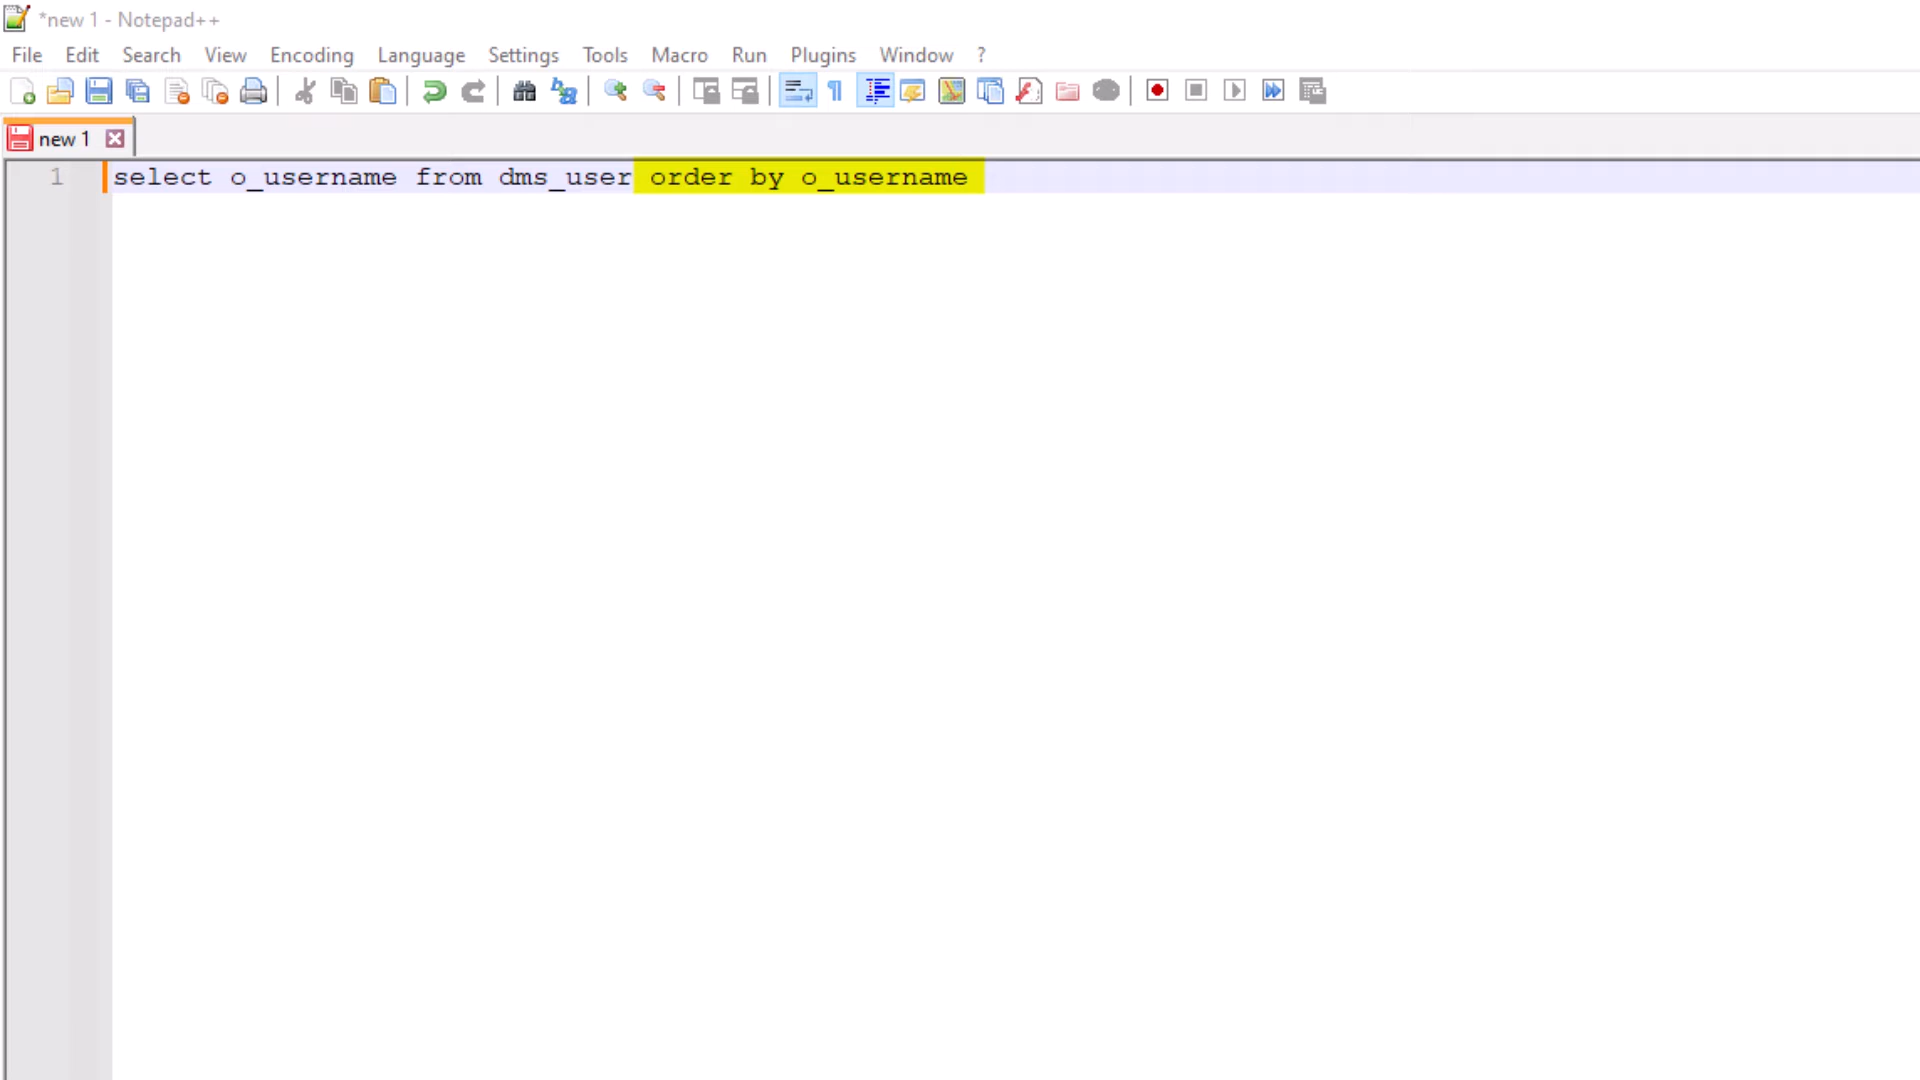 *new 1 - Notepad++
File Edit Search View Encoding Language Settings Tools Macro Run Plugins Window ?
new 1
1 select o_username from dms_user order by o_username